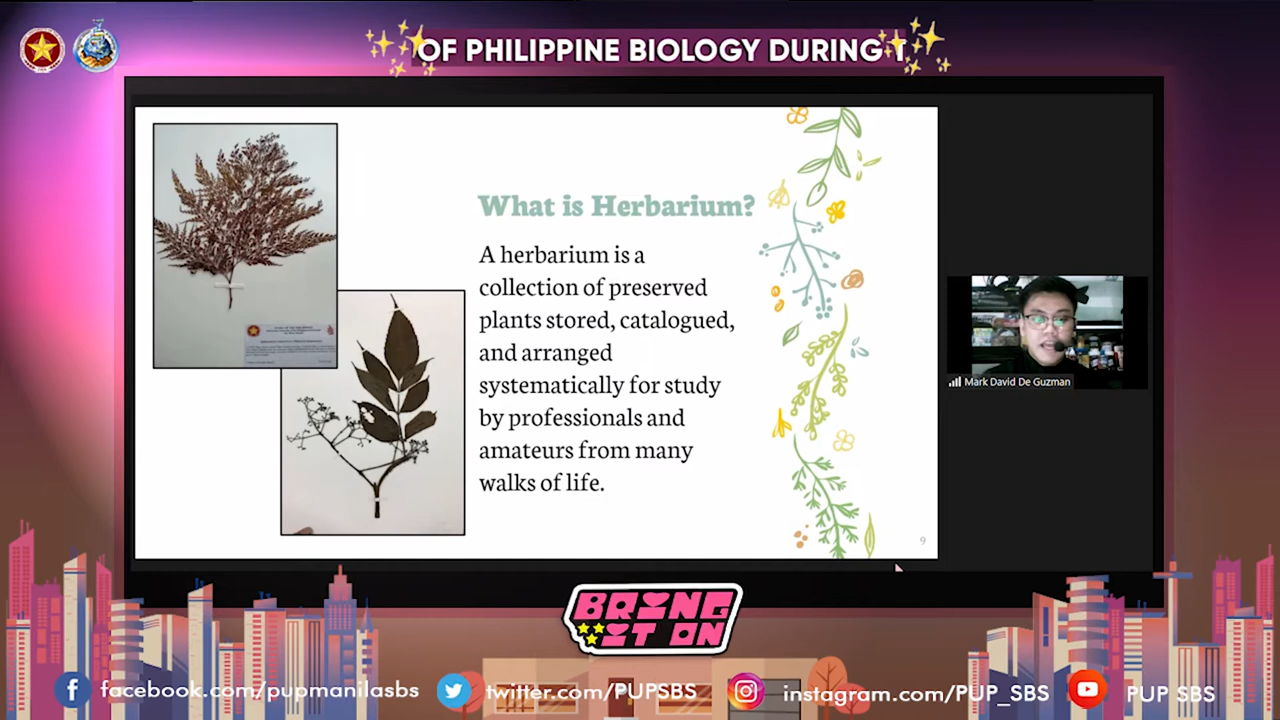 OF PHILIPPINE BIOLOGY DURING T
What is Herbarium?
A herbarium is a
collection of preserved
plants stored, catalogued,
and arranged
systematically for study
by professionals and
amateurs from many
walks of life.
9
Mark David De Guzman
BRING
IT ON
facebook.com/pupmanilasbs
twitter.com/PUPSBS
instagram.com/PUP_SBS
PUP SBS